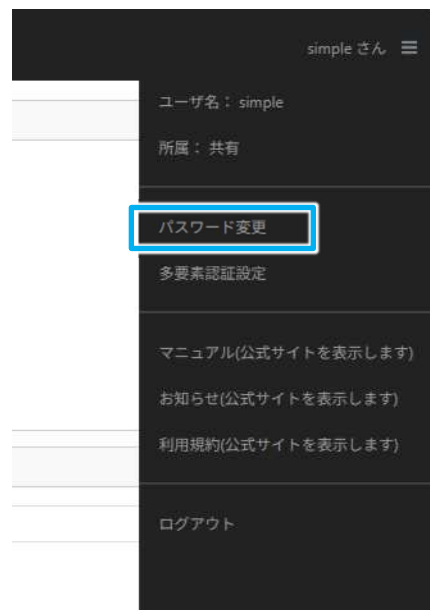 simple さん
ユーザ名： simple
所属： 共有
パスワード変更
多要素認証設定
マニュアル(公式サイトを表示します)
お知らせ(公式サイトを表示します)
利用規約(公式サイトを表示します)
ログアウト